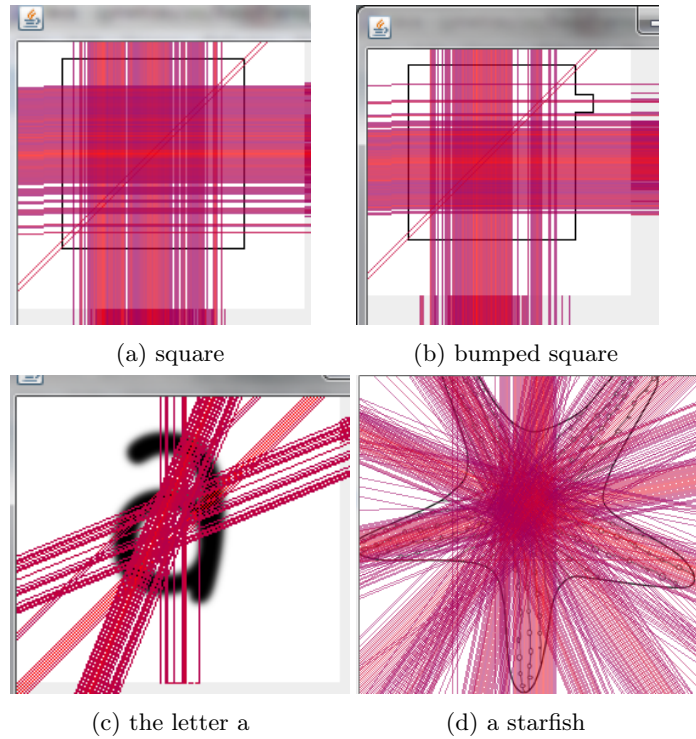 (a) square
(b) bumped square
(c) the letter a
a
(d) a starfish